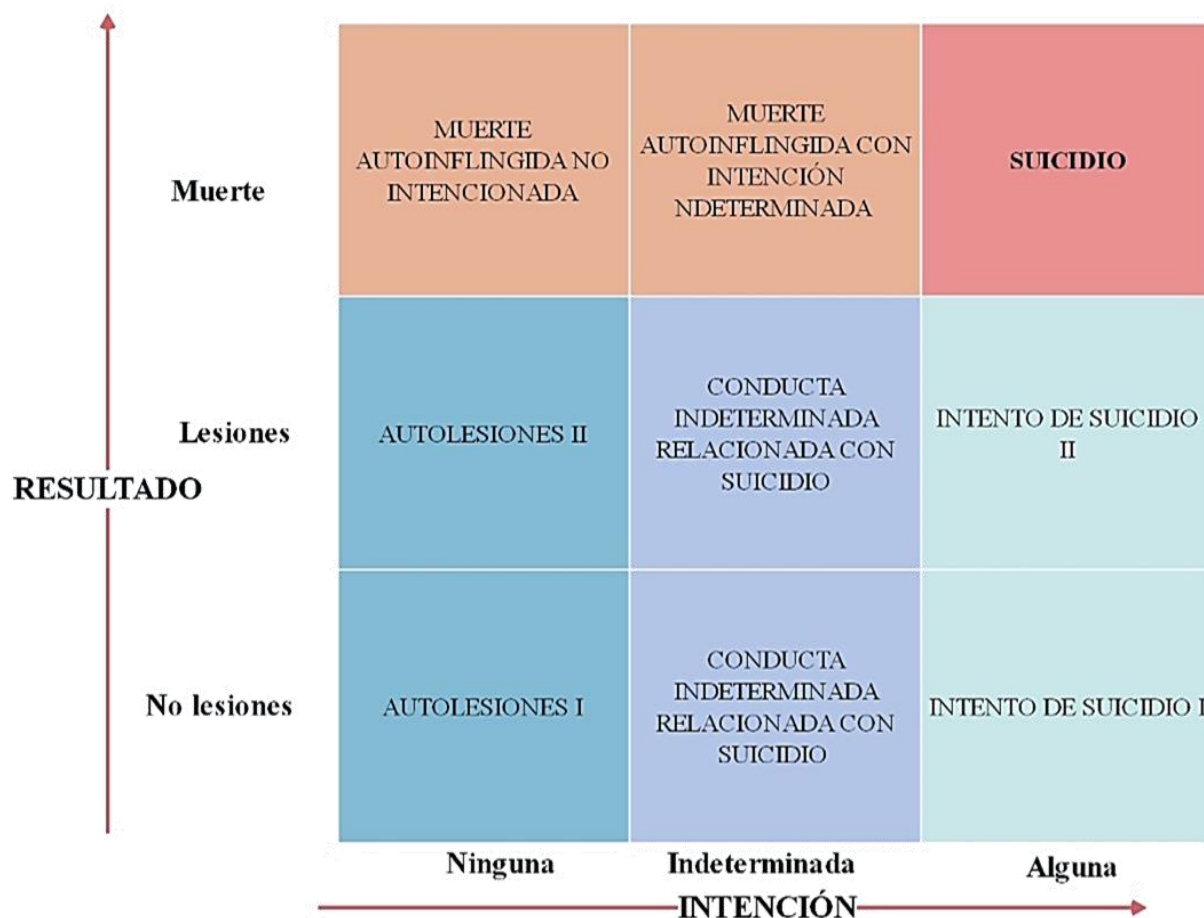 MUERTE
AUTOINFLINGIDA NO
INTENCIONADA
MUERTE
AUTOINFLINGIDA CON
INTENCIÓN
NDETERMINADA
SUICIDIO
Muerte
AUTOLESIONES II
CONDUCTA
INDETERMINADA
RELACIONADA CON
SUICIDIO
INTENTO DE SUICIDIO
II
Lesiones
RESULTADO
AUTOLESIONES I
CONDUCTA
INDETERMINADA
RELACIONADA CON
SUICIDIO
INTENTO DE SUICIDIO I
No lesiones
Ninguna
Indeterminada
Alguna
INTENCIÓN